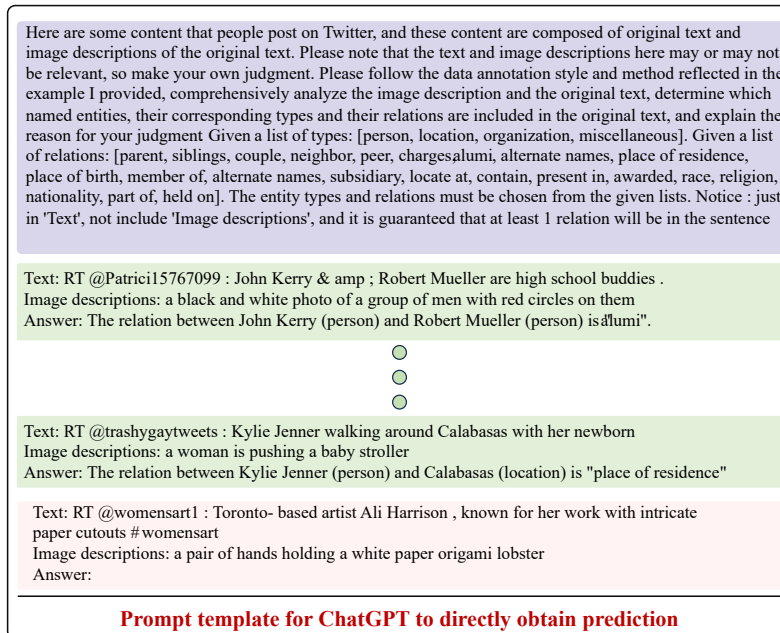 Here are some content that people post on Twitter, and these content are composed of original text and
image descriptions of the original text. Please note that the text and image descriptions here may or may not
be relevant, so make your own judgment. Please follow the data annotation style and method reflected in the
example I provided, comprehensively analyze the image description and the original text, determine which
named entities, their corresponding types and their relations are included in the original text, and explain the
reason for your judgment Given a list of types: [person, location, organization, miscellaneous]. Given a list
of relations: [parent, siblings, couple, neighbor, peer, charges,alumi, alternate names, place of residence,
place of birth, member of, alternate names, subsidiary, locate at, contain, present in, awarded, race, religion,
nationality, part of, held on]. The entity types and relations must be chosen from the given lists. Notice : just
in 'Text', not include 'Image descriptions', and it is guaranteed that at least 1 relation will be in the sentence
Text: RT @Patrici15767099 : John Kerry & amp ; Robert Mueller are high school buddies .
Image descriptions: a black and white photo of a group of men with red circles on them
Answer: The relation between John Kerry (person) and Robert Mueller (person) is "alumi".
Text: RT @trashygaytweets : Kylie Jenner walking around Calabasas with her newborn
Image descriptions: a woman is pushing a baby stroller
Answer: The relation between Kylie Jenner (person) and Calabasas (location) is "place of residence"
Text: RT @womensart1 : Toronto- based artist Ali Harrison , known for her work with intricate
paper cutouts #womensart
Image descriptions: a pair of hands holding a white paper origami lobster
Answer:
Prompt template for ChatGPT to directly obtain prediction